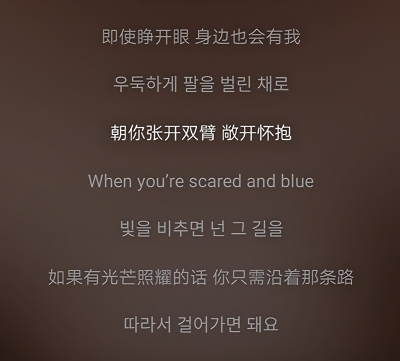 即使睁开眼 身边也会有我
우둑하게 팔을 벌린 채로
朝你张开双臂 敞开怀抱
When you're scared and blue
빛을 비추면 넌 그 길을
如果有光芒照耀的话 你只需沿着那条路
따라서 걸어가면 돼요